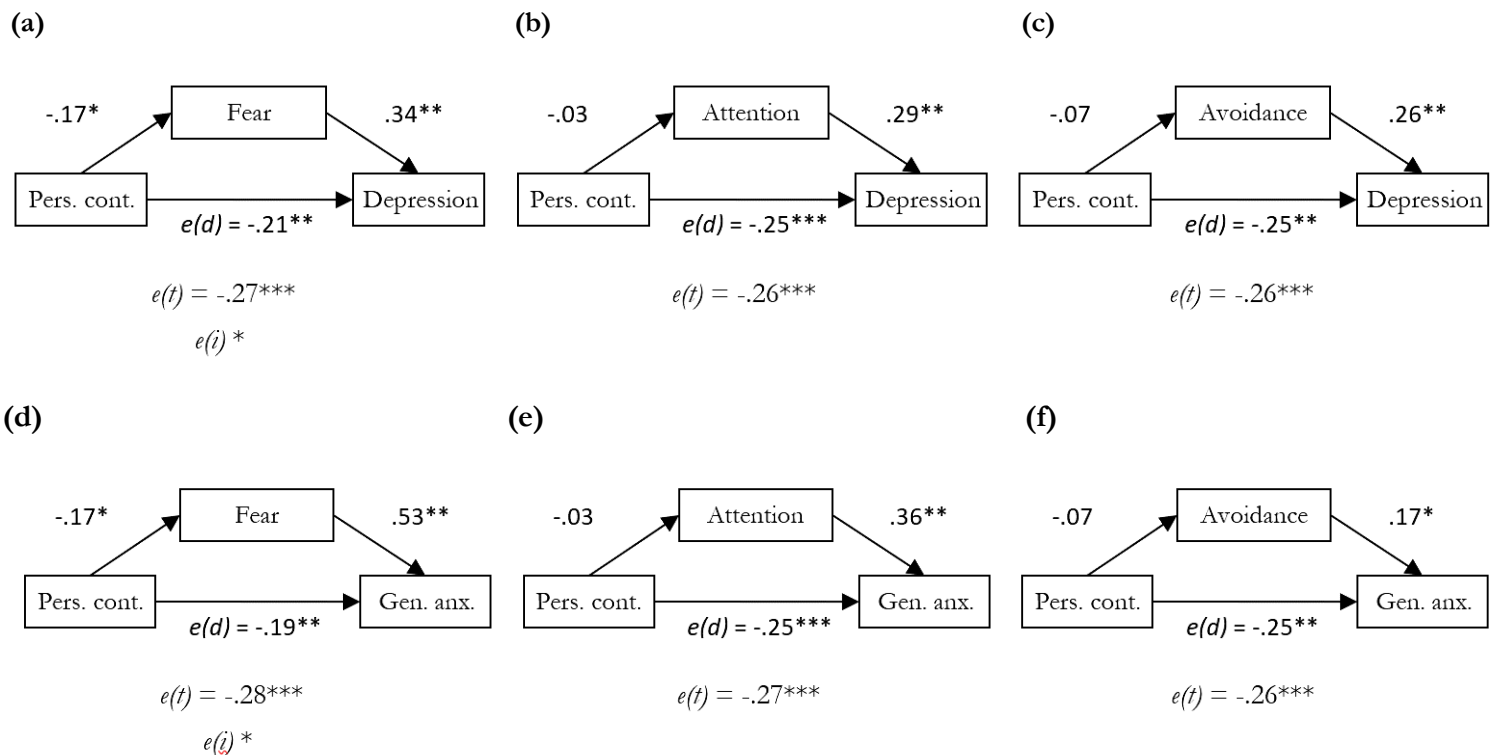 (a)
(b)
(c)
-.17*
Fear
.34**
-.03
Attention
.29**
-.07
Avoidance
.26**
Pers. cont.
Depression
Pers. cont.
Depression
Pers. cont.
Depression
e(d) = -.21**
e(d) = -.25***
e(d) = -.25**
e(t) = -.27***
e(t) = -.26***
e(t) = -.26***
e(i) *
(d)
(e)
(f)
-.17*
Fear
.53**
-.03
Attention
.36**
-.07
Avoidance
.17*
Pers. cont.
Gen. anx.
Pers. cont.
Gen. anx.
Pers. cont.
Gen. anx.
e(d) = -.19**
e(d) = -.25***
e(d) = -.25**
e(t) = -.28***
e(t) = -.27***
e(t) = -.26***
e(i) *